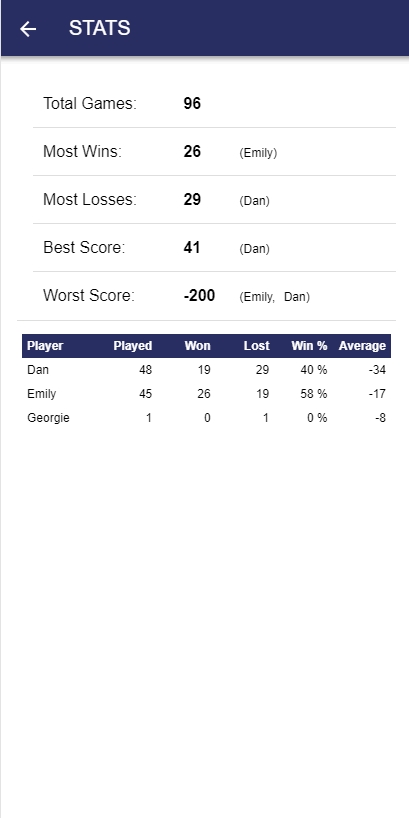 STATS
Total Games: 96
Most Wins: 26 (Emily)
Most Losses: 29 (Dan)
Best Score: 41 (Dan)
Worst Score: -200 (Emily, Dan)
Player Played Won Lost Win % Average
Dan 48 19 29 40 % -34
Emily 45 26 19 58 % -17
Georgie 1 0 1 0 % -8